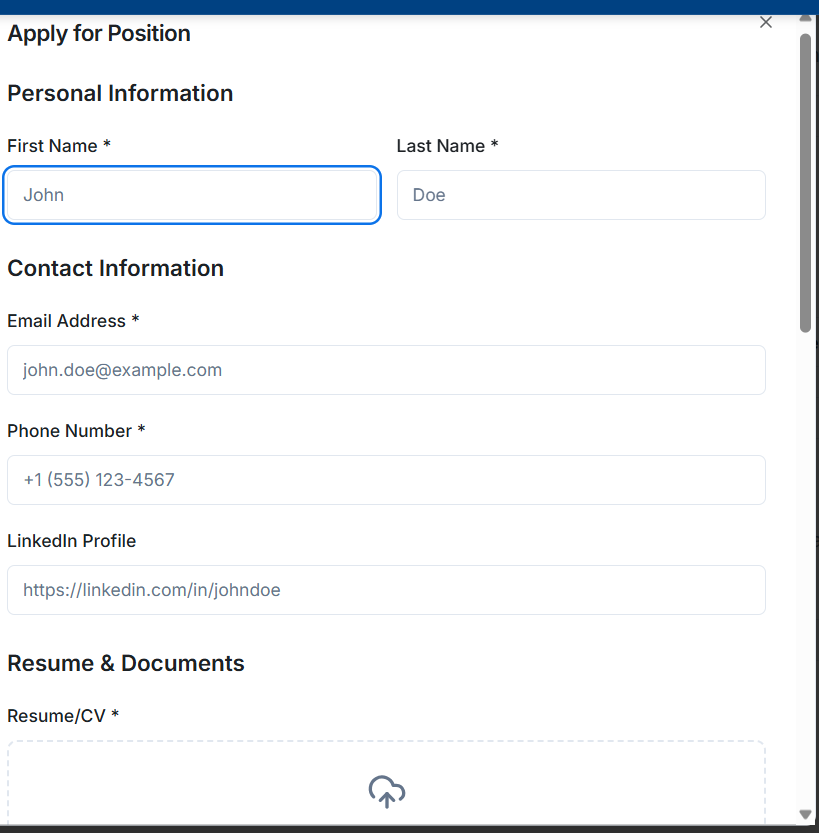 Apply for Position
Personal Information
First Name *
Last Name *
John
Doe
Contact Information
Email Address *
john.doe@example.com
Phone Number *
+1 (555) 123-4567
LinkedIn Profile
https://linkedin.com/in/johndoe
Resume & Documents
Resume/CV *